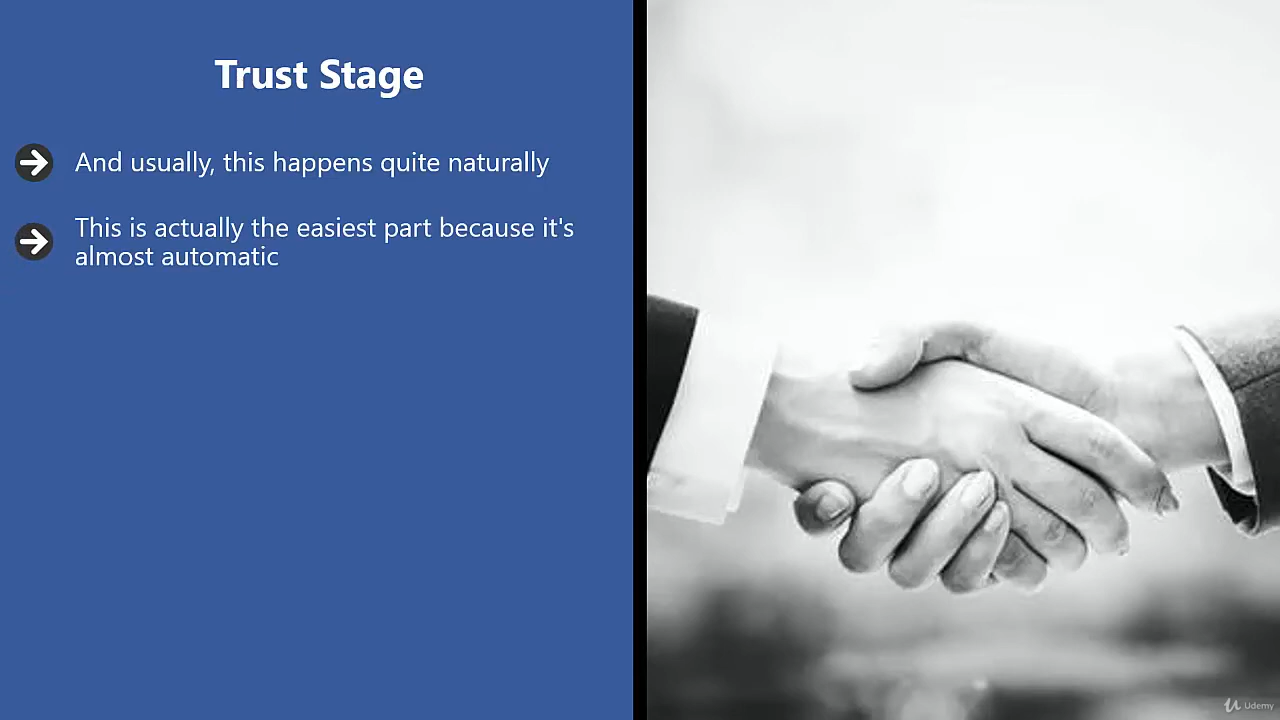 Trust Stage
And usually, this happens quite naturally
This is actually the easiest part because it's
almost automatic
Udemy